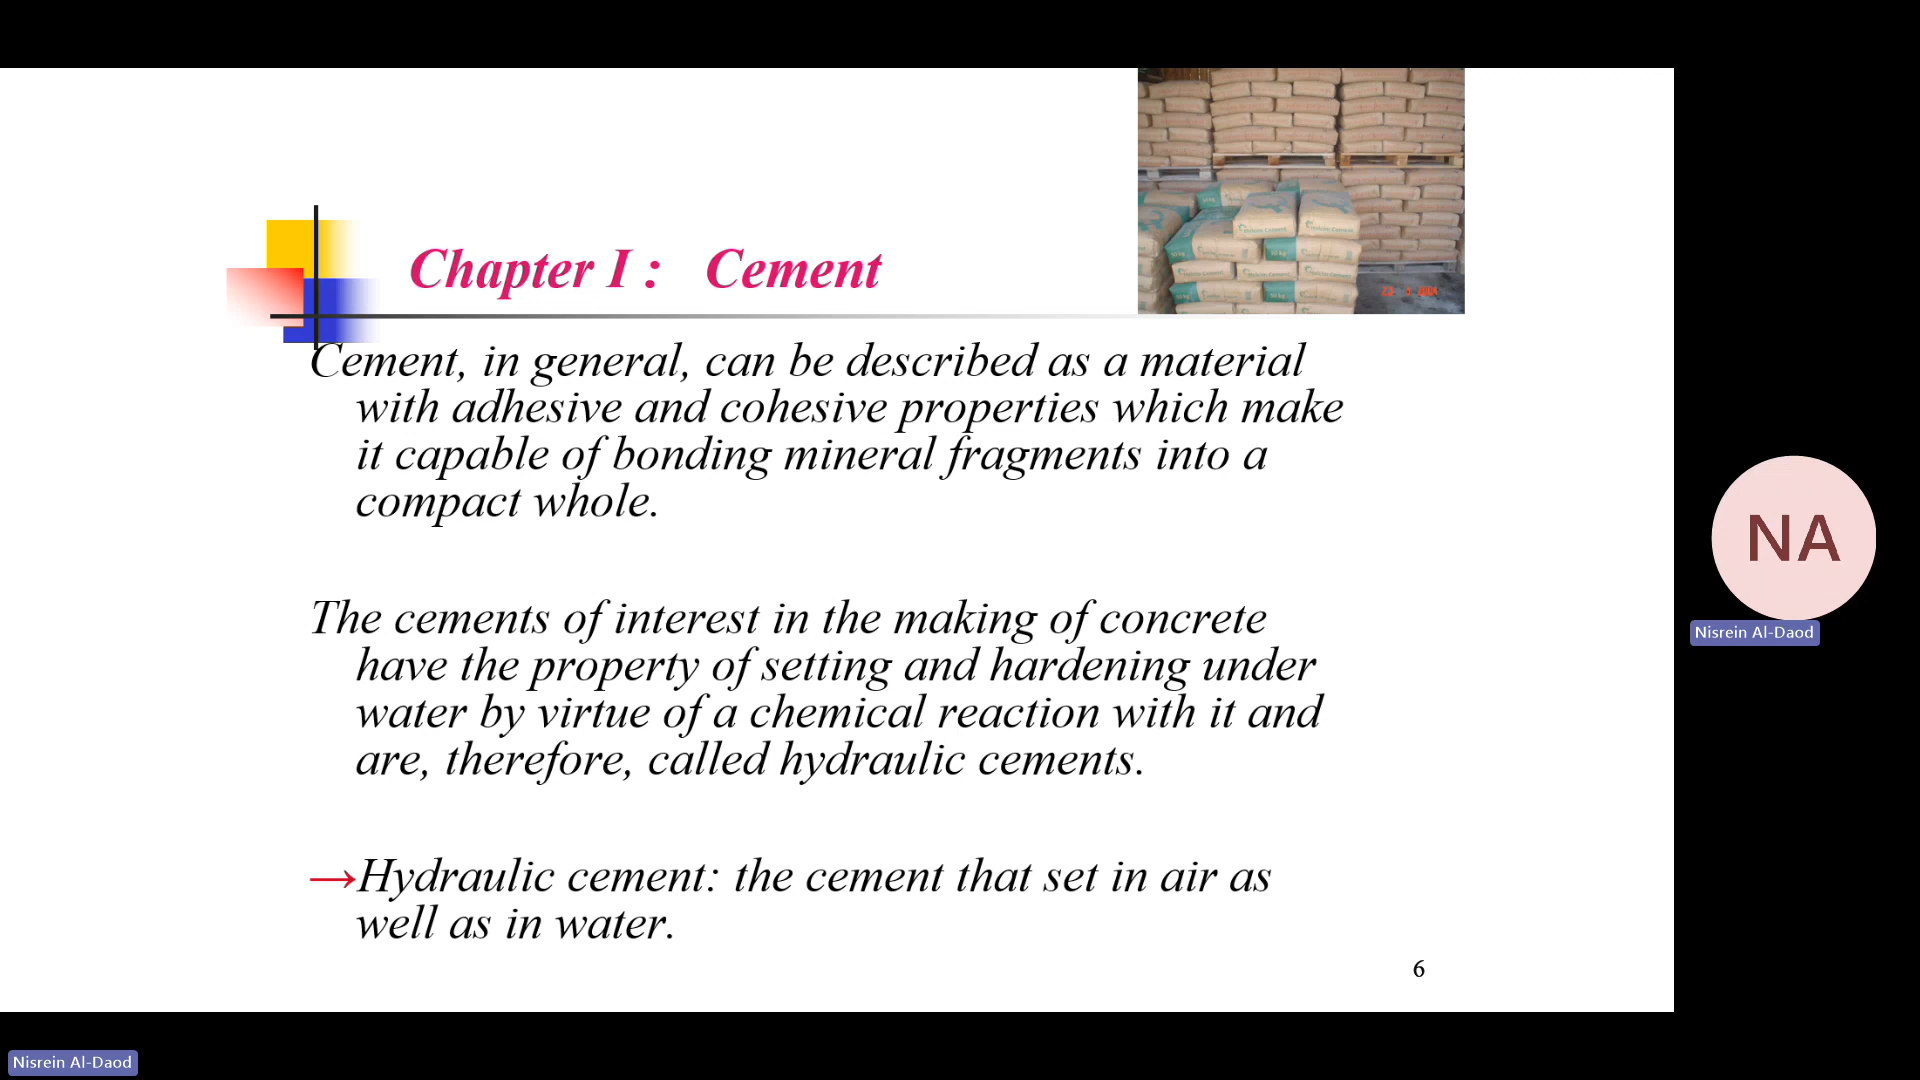 Chapter I : Cement
Cement, in general, can be described as a material
with adhesive and cohesive properties which make
it capable of bonding mineral fragments into a
compact whole.
The cements of interest in the making of concrete
have the property of setting and hardening under
water by virtue of a chemical reaction with it and
are, therefore, called hydraulic cements.
→Hydraulic cement: the cement that set in air as
well as in water.
6
NA
Nisrein Al-Daod
Nisrein Al-Daod